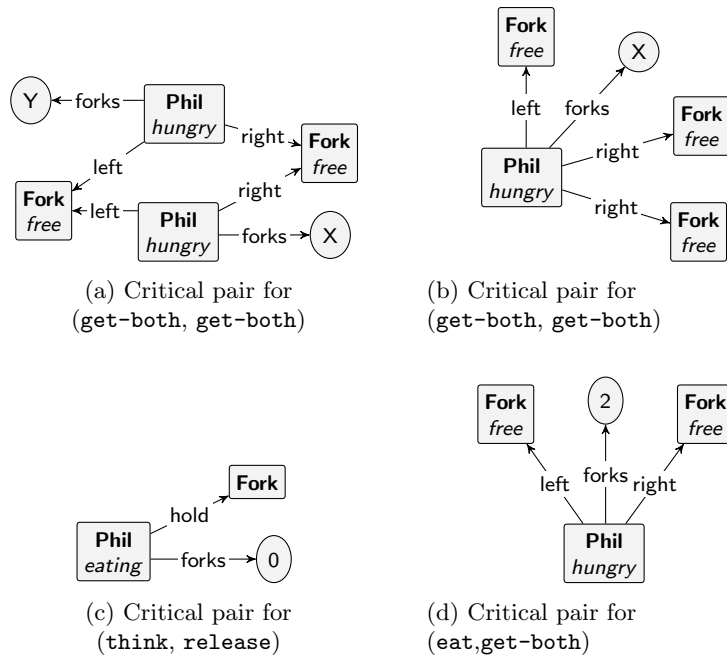 Y
forks
Phil
hungry
right
left
Fork
free
Fork
free
right
left
Phil
hungry
forks
X
(a) Critical pair for
(get-both, get-both)
Fork
free
X
left
forks
Fork
free
right
Phil
hungry
right
Fork
free
(b) Critical pair for
(get-both, get-both)
Fork
hold
Phil
eating
forks
0
(c) Critical pair for
(think, release)
Fork
free
2
Fork
free
left
forks
right
Phil
hungry
(d) Critical pair for
(eat,get-both)